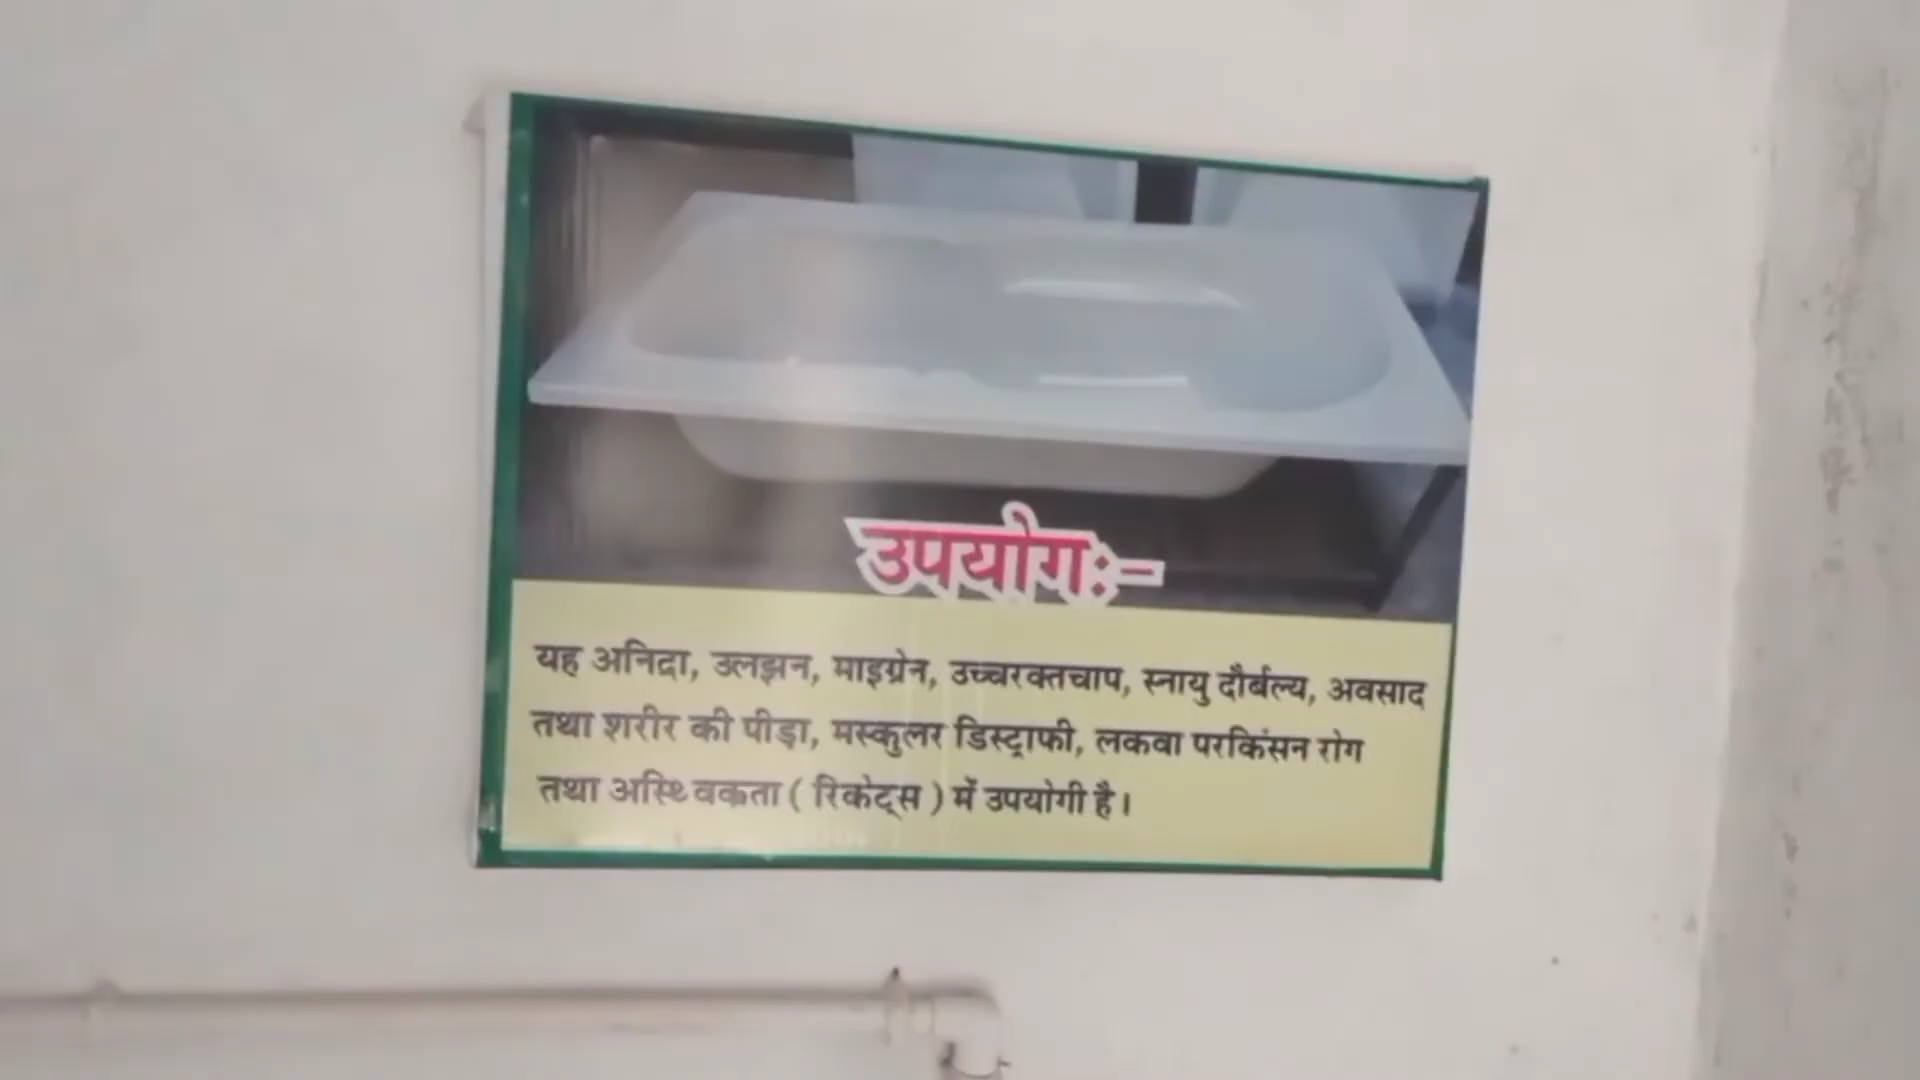 उपयोगः-
यह अनिद्रा, उलझन, माइग्रेन, उच्चरक्तचाप, स्नायु दौर्बल्य, अवसाद
तथा शरीर की पीड़ा, मस्कुलर डिस्ट्राफी, लकवा परकिंसन रोग
तथा अस्थि वकता ( रिकेट्स ) में उपयोगी है।